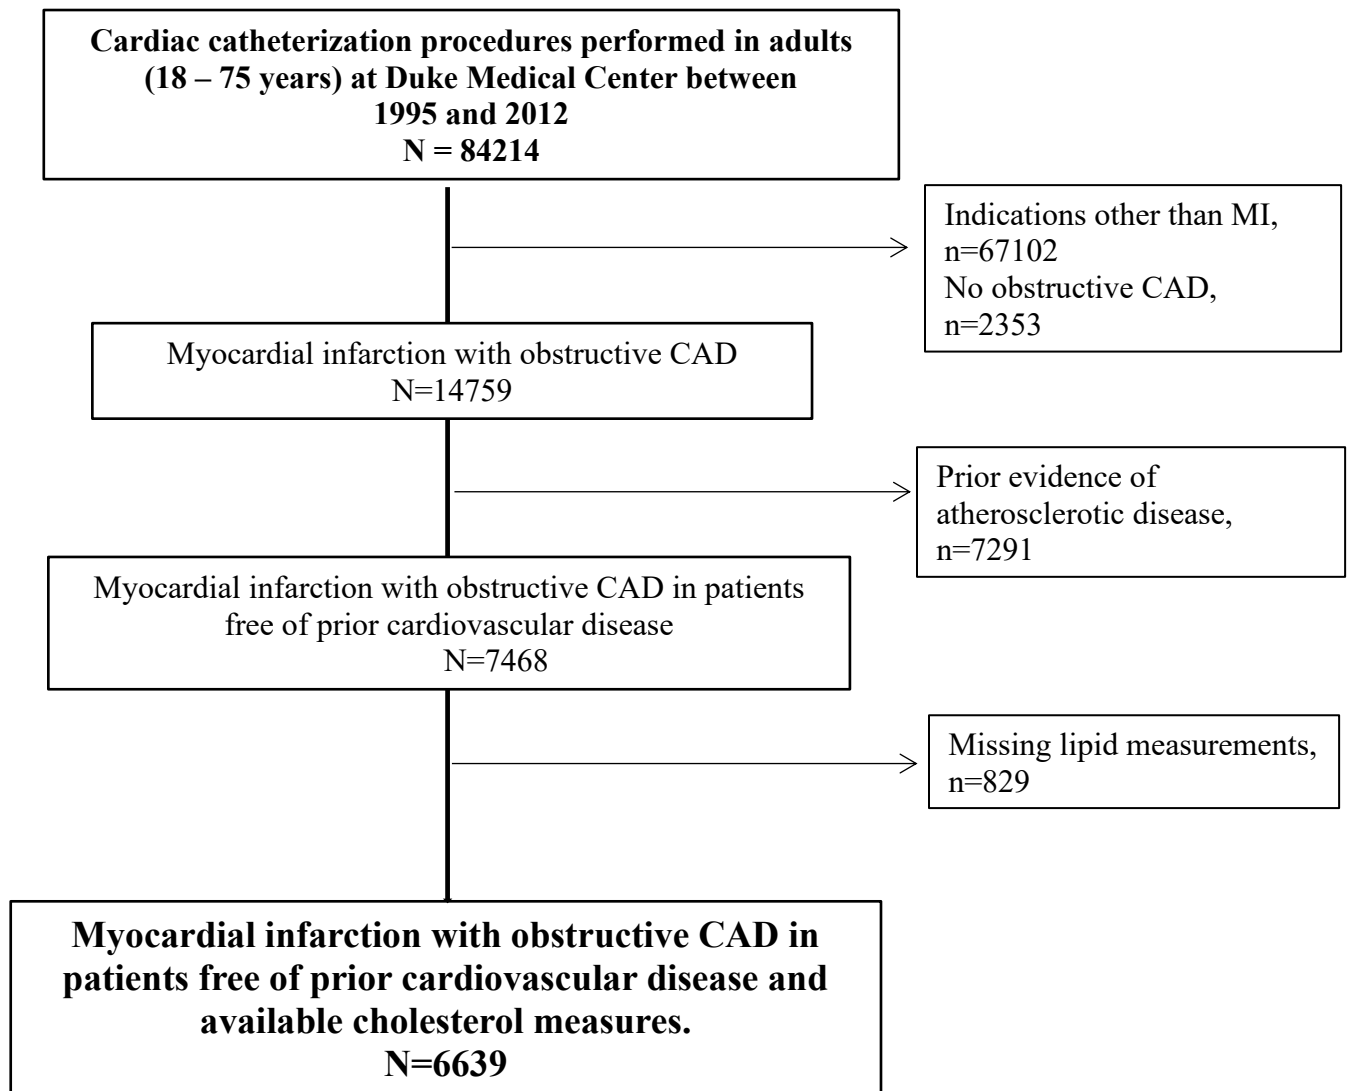 Cardiac catheterization procedures performed in adults
(18 – 75 years) at Duke Medical Center between
1995 and 2012
N = 84214
Indications other than MI,
n=67102
No obstructive CAD,
n=2353
Myocardial infarction with obstructive CAD
N=14759
Prior evidence of
atherosclerotic disease,
n=7291
Myocardial infarction with obstructive CAD in patients
free of prior cardiovascular disease
N=7468
Missing lipid measurements,
n=829
Myocardial infarction with obstructive CAD in
patients free of prior cardiovascular disease and
available cholesterol measures.
N=6639